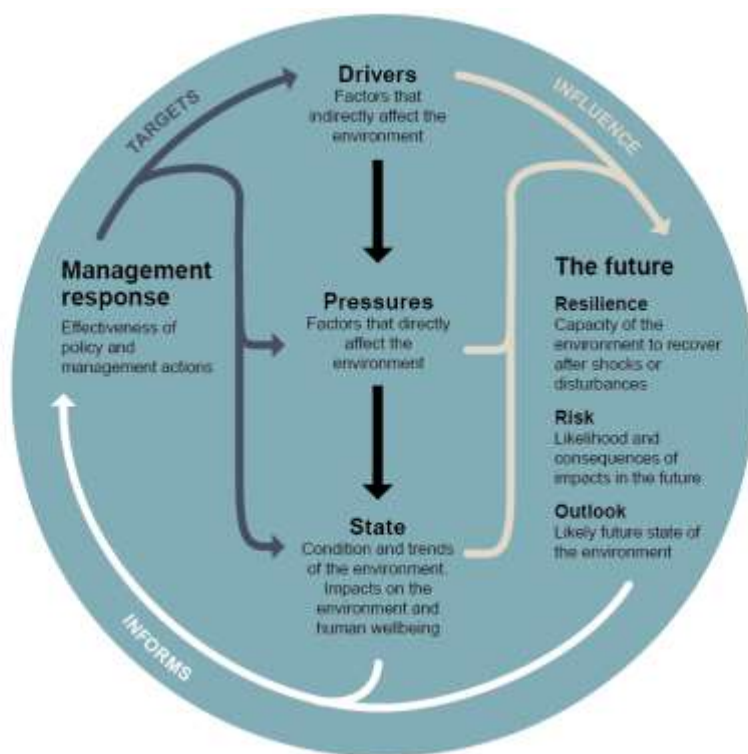 TARGETS
INFLUENCE
INFORMS
Drivers
Factors that
indirectly affect the
environment
Management
response
Effectiveness of
policy and
management actions
Pressures
Factors that directly
affect the
environment
State
Condition and trends
of the environment.
Impacts on the
environment and
human wellbeing
The future
Resilience
Capacity of the
environment to recover
after shocks or
disturbances
Risk
Likelihood and
consequences of
impacts in the future
Outlook
Likely future state of
the environment